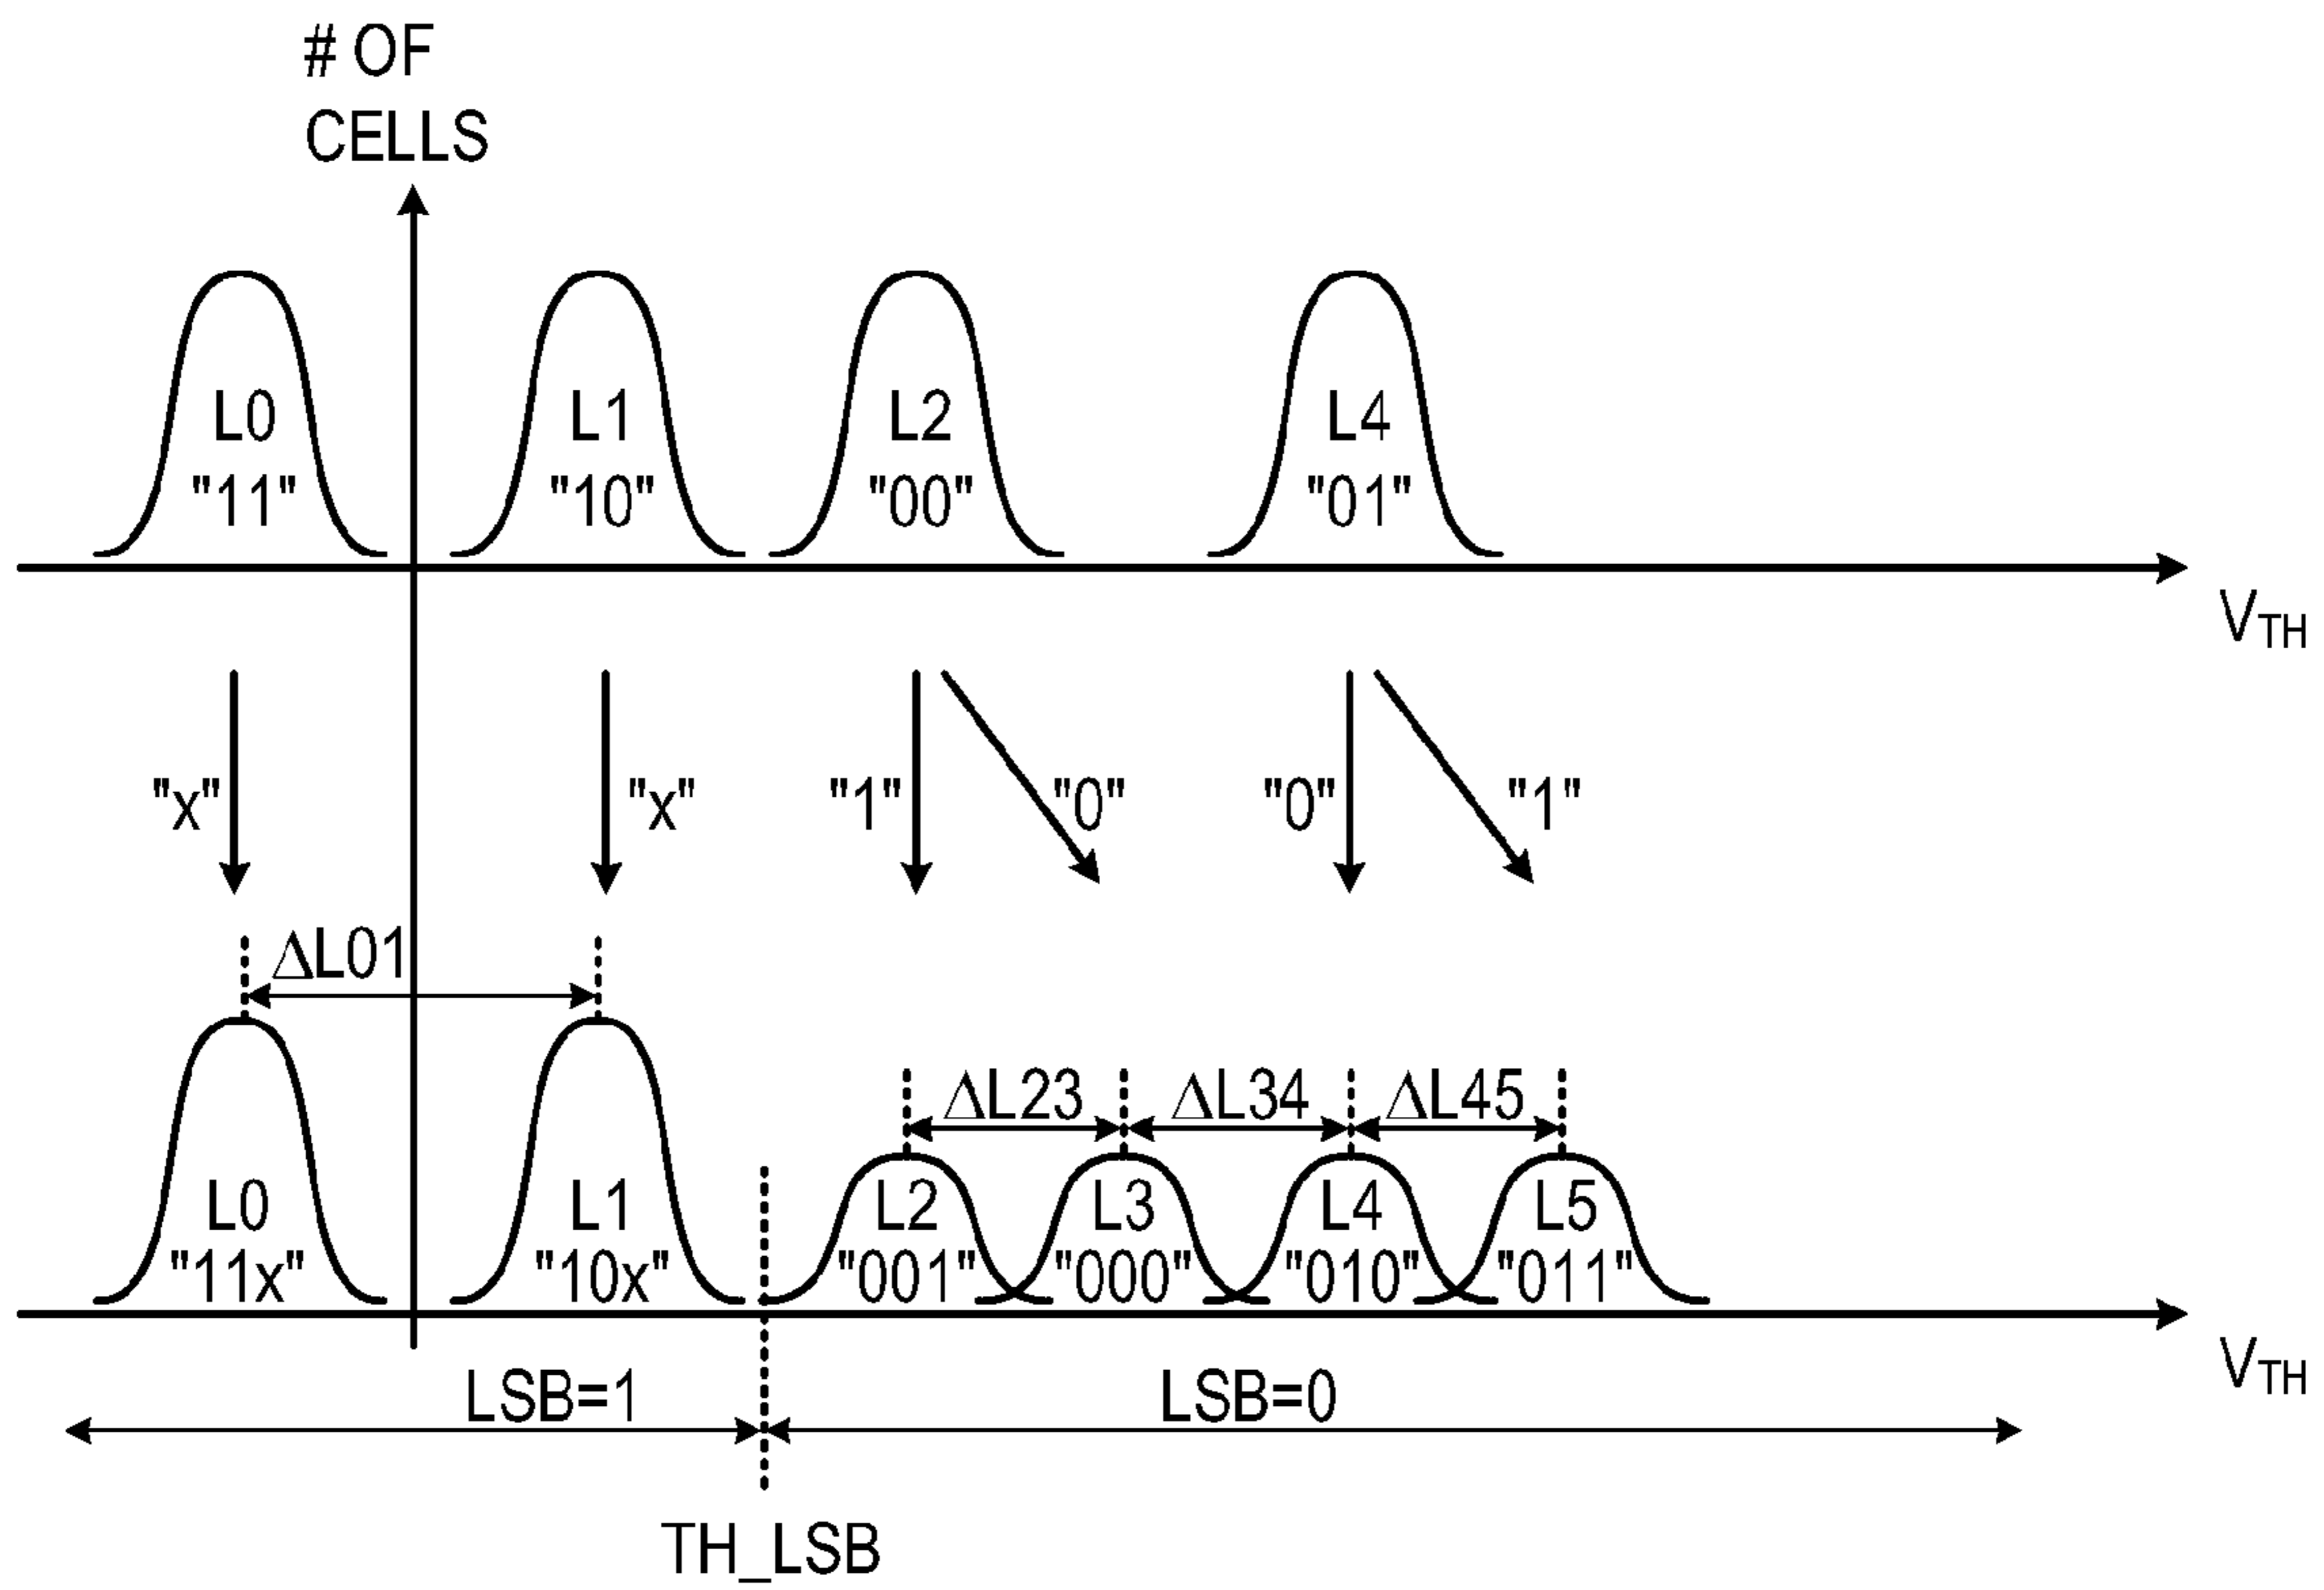 # OF
CELLS
L0
"11"
L1
"10"
L2
"00"
L4
"01"
VTH
"x"
"x"
"1"
"0"
"0"
"1"
ΔL01
ΔL23
ΔL34
ΔL45
L0
"11x"
L1
"10x"
L2
"001"
L3
"000"
L4
"010"
L5
"011"
VTH
LSB=1
LSB=0
TH_LSB